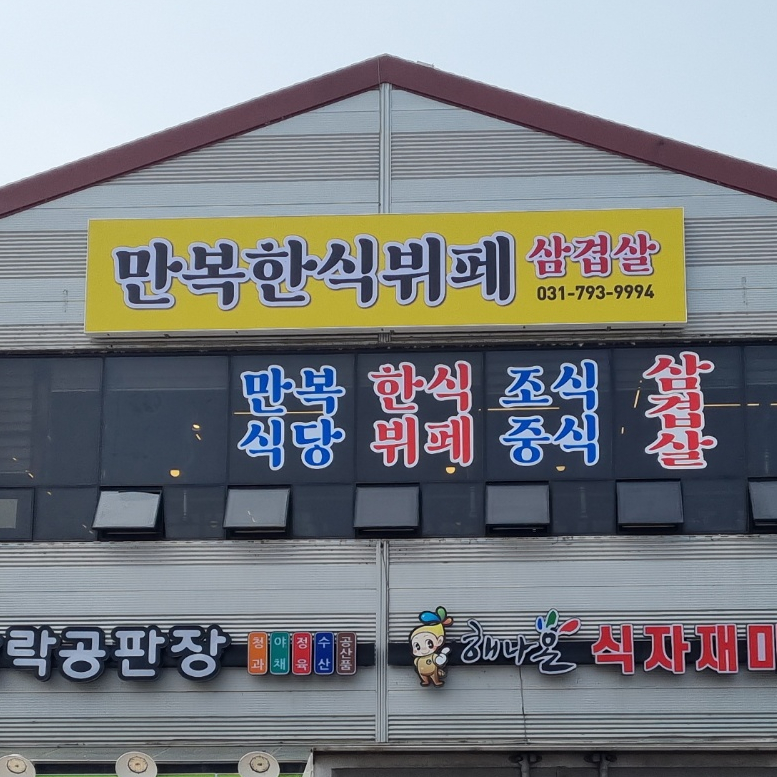 만복한식뷔페 삼겹살
031-793-9994
만복 한식 조식 삼겹살
식당 뷔페 중식
락공판장 청과 야채 정육 수산 공산품
해나올 식자재마